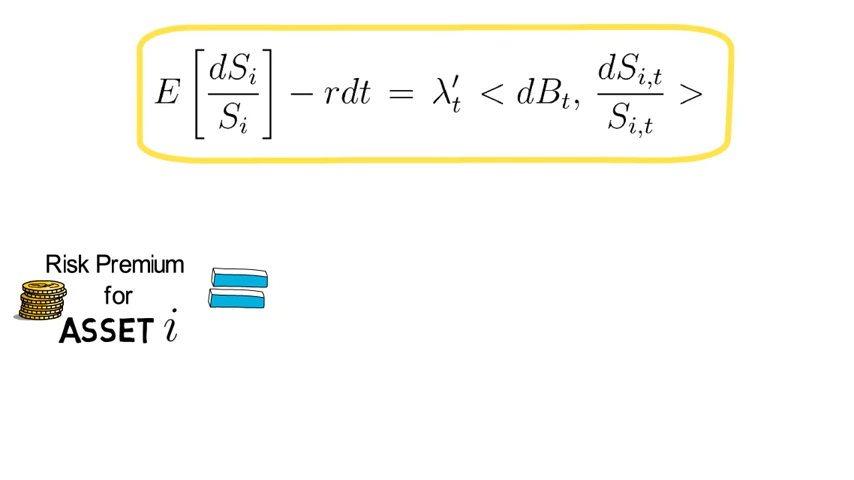 E [dS_i / S_i] − rdt = λ′_t < dB_t, dS_{i,t} / S_{i,t} >
Risk Premium
for
ASSET i
=